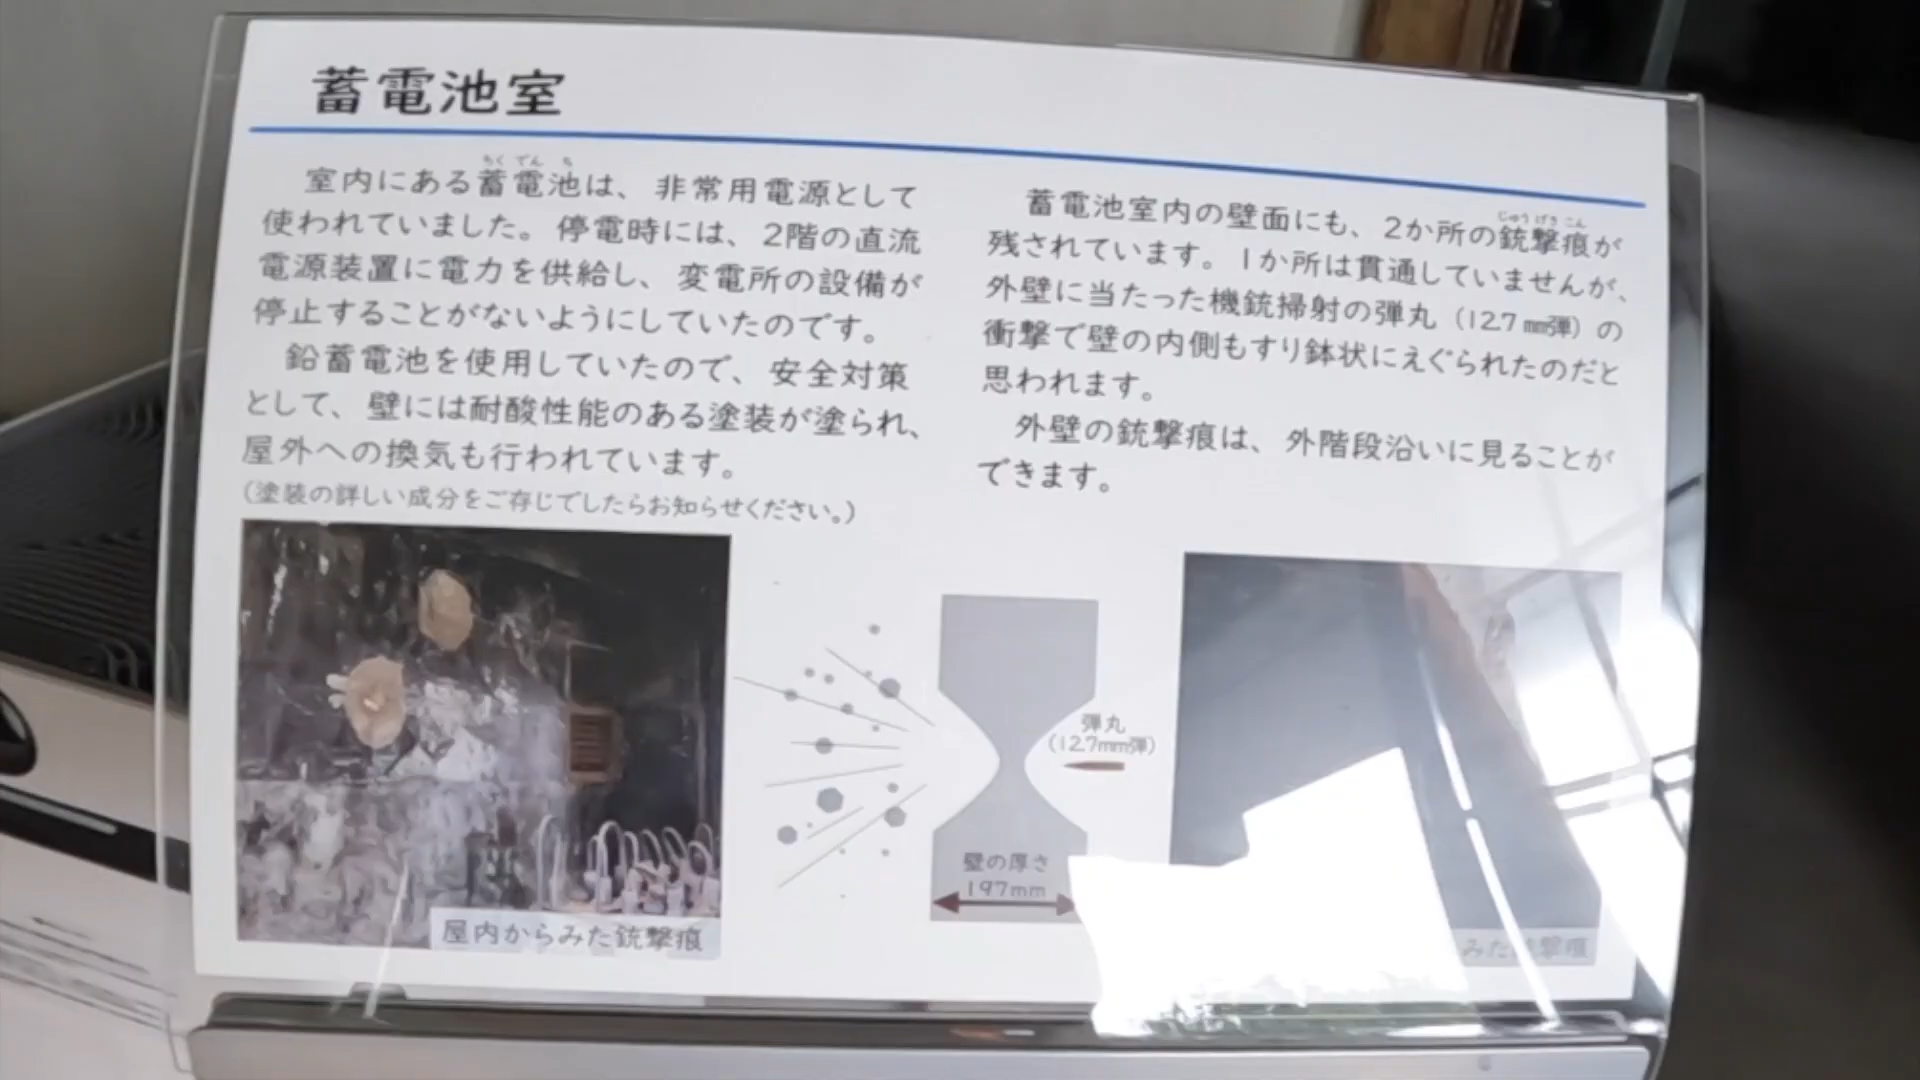 蓄電池室
ちくでんち
室内にある蓄電池は、非常用電源として
使われていました。停電時には、2階の直流
電源装置に電力を供給し、変電所の設備が
停止することがないようにしていたのです。
鉛蓄電池を使用していたので、安全対策
として、壁には耐酸性能のある塗装が塗られ、
屋外への換気も行われています。
（塗装の詳しい成分をご存じでしたらお知らせください。）
じゅうげきこん
蓄電池室内の壁面にも、2か所の銃撃痕が
残されています。1か所は貫通していませんが、
外壁に当たった機銃掃射の弾丸（12.7㎜弾）の
衝撃で壁の内側もすり鉢状にえぐられたのだと
思われます。
外壁の銃撃痕は、外階段沿いに見ることが
できます。
弾丸
（12.7mm弾）
壁の厚さ
197mm
屋内からみた銃撃痕
みた銃撃痕